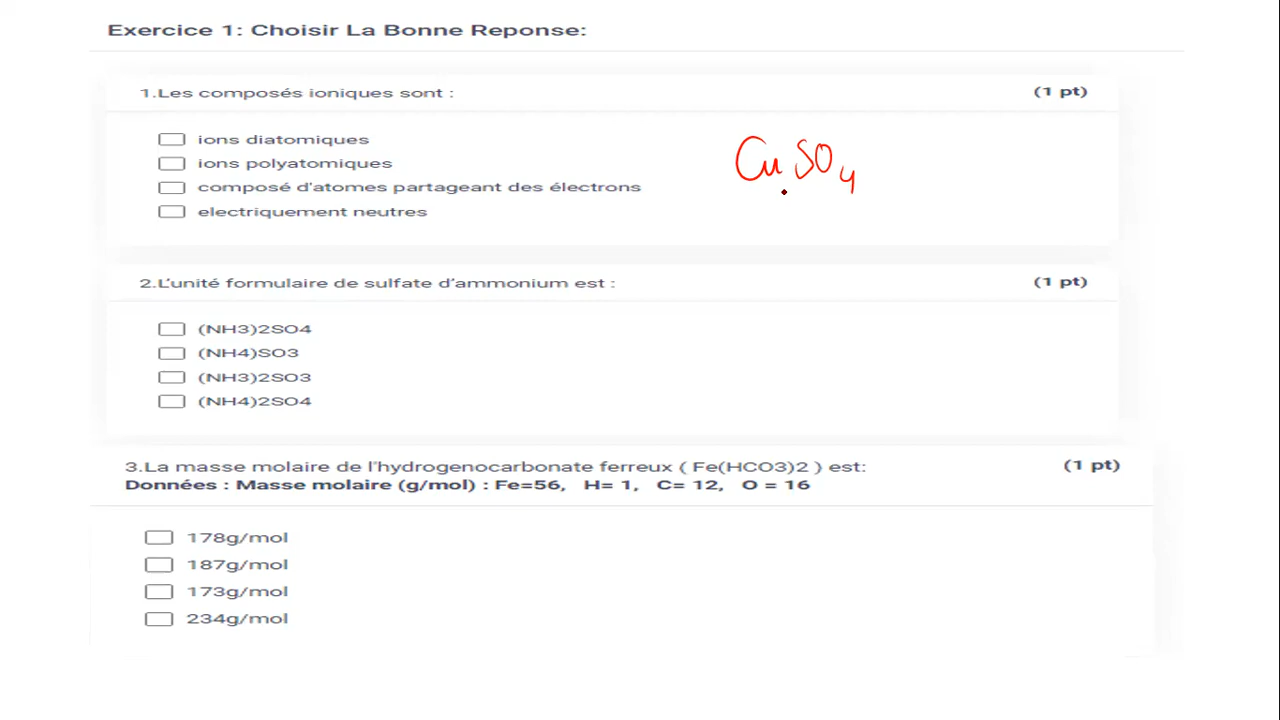 Exercice 1: Choisir La Bonne Reponse:
1.Les composés ioniques sont :
(1 pt)
ions diatomiques
ions polyatomiques
composé d'atomes partageant des électrons
electriquement neutres
CuSO4
2.L'unité formulaire de sulfate d'ammonium est :
(1 pt)
(NH3)2SO4
(NH4)SO3
(NH3)2SO3
(NH4)2SO4
3.La masse molaire de l'hydrogenocarbonate ferreux ( Fe(HCO3)2 ) est:
(1 pt)
Données : Masse molaire (g/mol) : Fe=56, H= 1, C= 12, O = 16
178g/mol
187g/mol
173g/mol
234g/mol